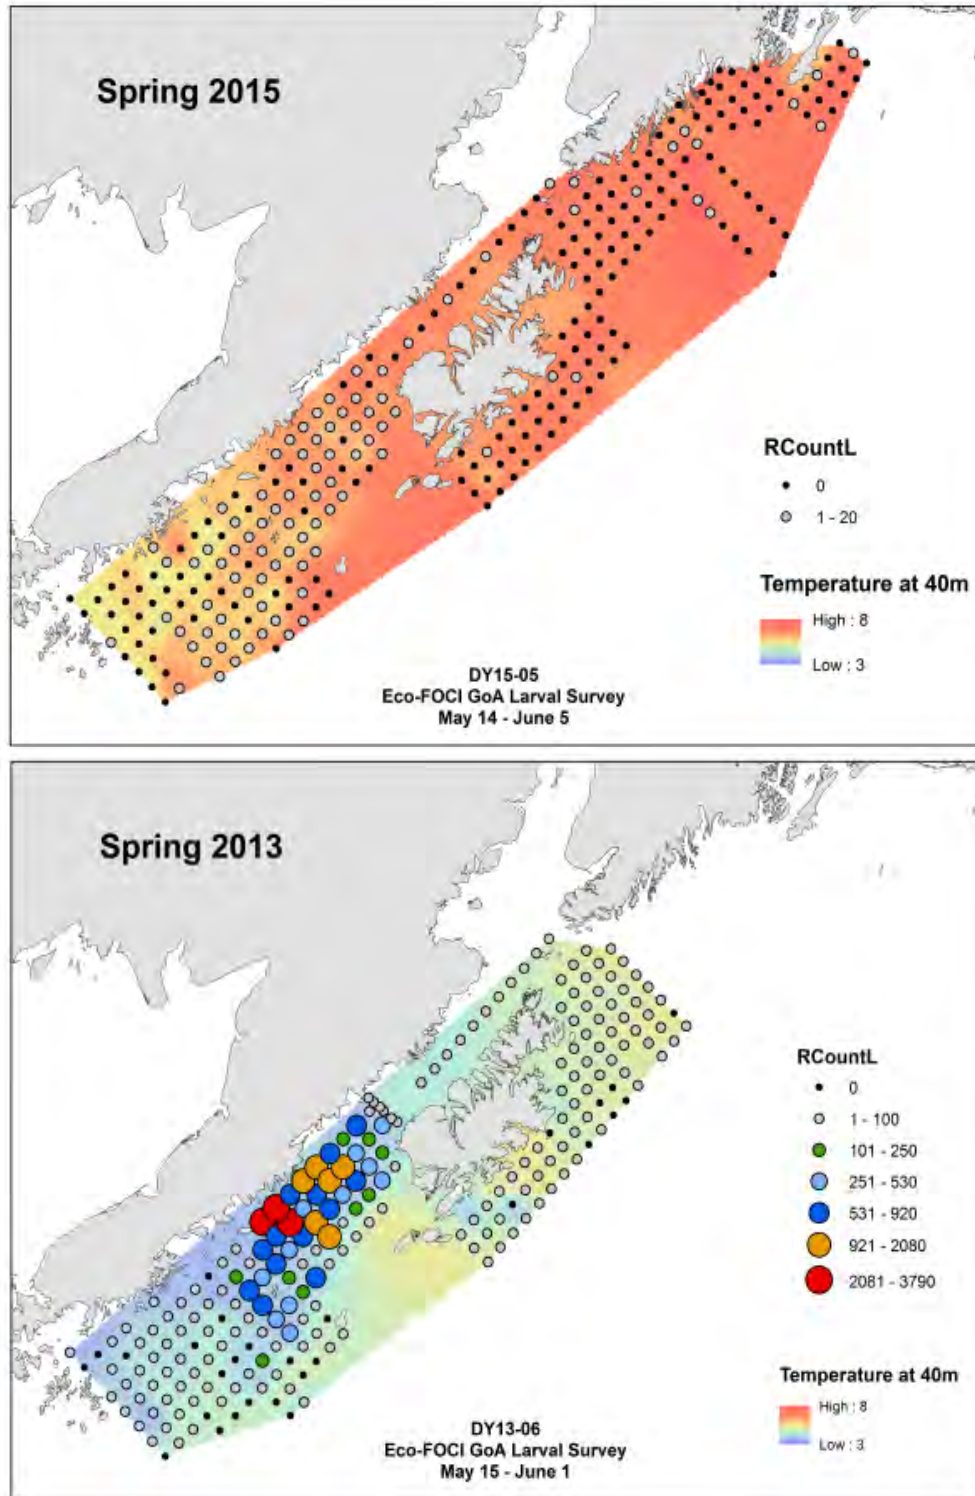 Spring 2015
RCountL
0
1 - 20
Temperature at 40m
High : 8
Low : 3
DY15-05
Eco-FOCI GoA Larval Survey
May 14 - June 5
Spring 2013
RCountL
0
1 - 100
101 - 250
251 - 530
531 - 920
921 - 2080
2081 - 3790
Temperature at 40m
High : 8
Low : 3
DY13-06
Eco-FOCI GoA Larval Survey
May 15 - June 1